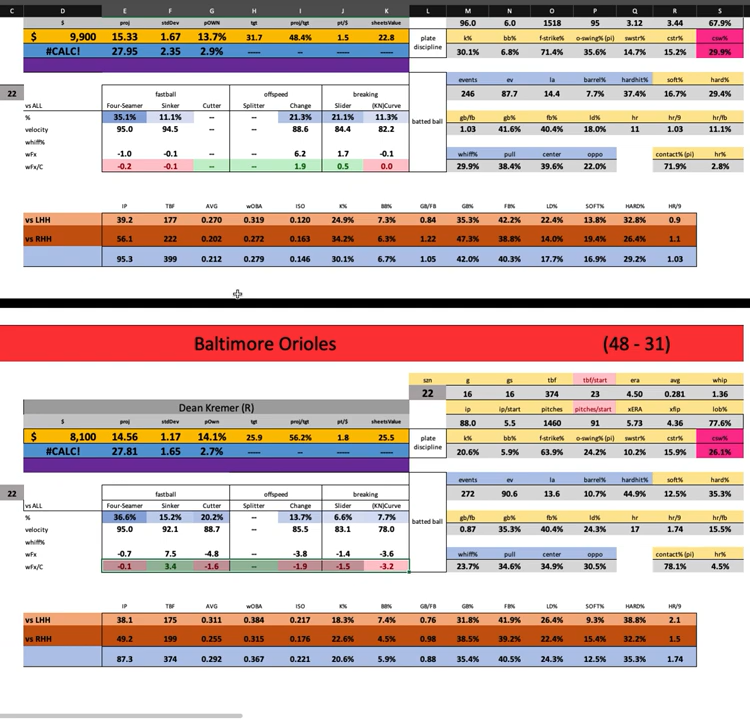 C D E F G H I J K L M N O P Q R S
$ proj stdDev pOWN tgt proj/tgt pt/$ sheetsValue 96.0 6.0 1518 95 3.12 3.44 67.9%
$ 9,900 15.33 1.67 13.7% 31.7 48.4% 1.5 22.8 plate discipline k% bb% f-strike% o-swing% (pi) swstr% cstr% csw%
#CALC! 27.95 2.35 2.9% ---- -- ---- ---- 30.1% 6.8% 71.4% 35.6% 14.7% 15.2% 29.9%
events ev la barrel% hardhit% soft% hard%
22 fastball offspeed breaking 246 87.7 14.4 7.7% 37.4% 16.7% 29.4%
vs ALL Four-Seamer Sinker Cutter Splitter Change Slider (KN)Curve batted ball
% 35.1% 11.1% -- -- 21.3% 21.1% 11.3% gb/fb gb% fb% ld% hr hr/9 hr/fb
velocity 95.0 94.5 -- -- 88.6 84.4 82.2 1.03 41.6% 40.4% 18.0% 11 1.03 11.1%
whiff%
wFx -1.0 -0.1 6.2 1.7 -0.1 whiff% pull center oppo contact% (pi) hr%
wFx/C -0.2 -0.1 -- -- 1.9 0.5 0.0 29.9% 38.4% 39.6% 22.0% 71.9% 2.8%
IP TBF AVG wOBA ISO K% BB% GB/FB GB% FB% LD% SOFT% HARD% HR/9
vs LHH 39.2 177 0.270 0.319 0.120 24.9% 7.3% 0.84 35.3% 42.2% 22.4% 13.8% 32.8% 0.9
vs RHH 56.1 222 0.202 0.272 0.163 34.2% 6.3% 1.22 47.3% 38.8% 14.0% 19.4% 26.4% 1.1
95.3 399 0.212 0.279 0.146 30.1% 6.7% 1.05 42.0% 40.3% 17.7% 16.9% 29.2% 1.03
Baltimore Orioles (48 - 31)
szn g gs tbf tbf/start era avg whip
22 16 16 374 23 4.50 0.281 1.36
Dean Kremer (R) ip ip/start pitches pitches/start xERA xfip lob%
$ proj stdDev pOwn tgt proj/tgt pt/$ sheetsValue 88.0 5.5 1460 91 5.73 4.36 77.6%
$ 8,100 14.56 1.17 14.1% 25.9 56.2% 1.8 25.5 plate discipline k% bb% f-strike% o-swing% (pi) swstr% cstr% csw%
#CALC! 27.81 1.65 2.7% ---- -- ---- ---- 20.6% 5.9% 63.9% 24.2% 10.2% 15.9% 26.1%
events ev la barrel% hardhit% soft% hard%
22 fastball offspeed breaking 272 90.6 13.6 10.7% 44.9% 12.5% 35.3%
vs ALL Four-Seamer Sinker Cutter Splitter Change Slider (KN)Curve batted ball
% 36.6% 15.2% 20.2% -- 13.7% 6.6% 7.7% gb/fb gb% fb% ld% hr hr/9 hr/fb
velocity 95.0 92.1 88.7 -- 85.5 83.1 78.0 0.87 35.3% 40.4% 24.3% 17 1.74 15.5%
whiff%
wFx -0.7 7.5 -4.8 -3.8 -1.4 -3.6 whiff% pull center oppo contact% (pi) hr%
wFx/C -0.1 3.4 -1.6 -- -1.9 -1.5 -3.2 23.7% 34.6% 34.9% 30.5% 78.1% 4.5%
IP TBF AVG wOBA ISO K% BB% GB/FB GB% FB% LD% SOFT% HARD% HR/9
vs LHH 38.1 175 0.311 0.384 0.217 18.3% 7.4% 0.76 31.8% 41.9% 26.4% 9.3% 38.8% 2.1
vs RHH 49.2 199 0.255 0.315 0.176 22.6% 4.5% 0.98 38.5% 39.2% 22.4% 15.4% 32.2% 1.5
87.3 374 0.292 0.367 0.221 20.6% 5.9% 0.88 35.4% 40.5% 24.3% 12.5% 35.3% 1.74